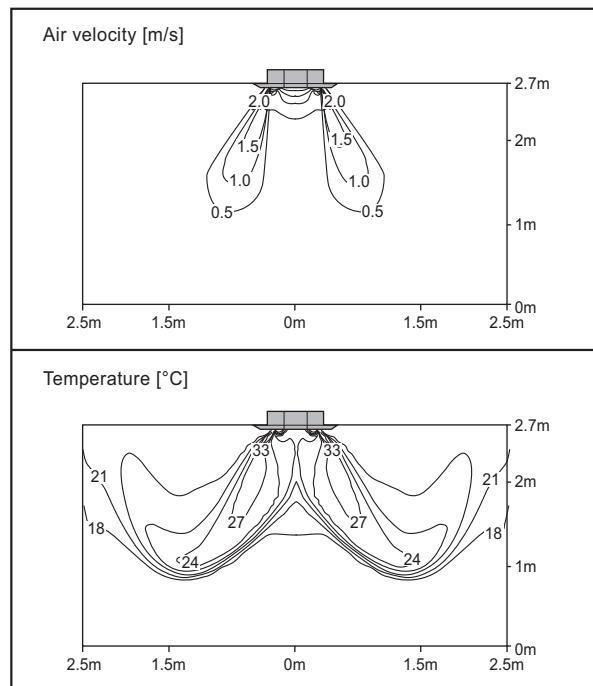 Air velocity [m/s]
2.7m
2.0 2.0
2m
1.5 1.5
1.0 1.0
0.5 0.5
1m
0m
2.5m 1.5m 0m 1.5m 2.5m
Temperature [°C]
2.7m
33 33
21 21
2m
27 27
18 18
24 24
1m
0m
2.5m 1.5m 0m 1.5m 2.5m